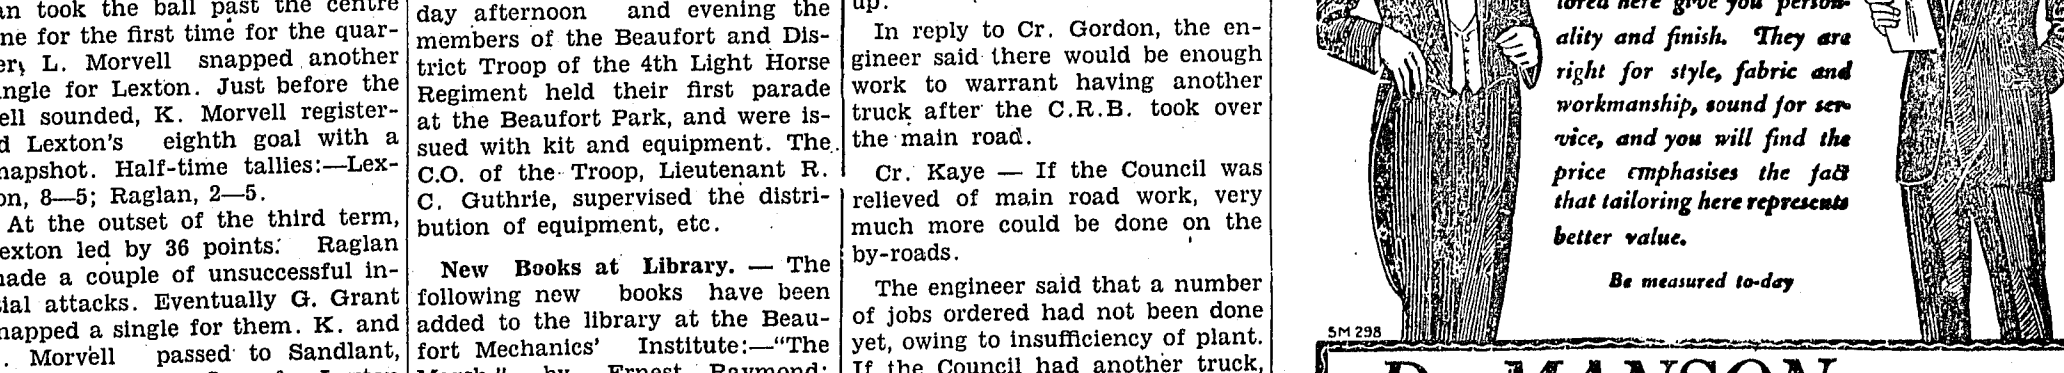 took the ball past the centre
for the first time for the quar-
L. Morvell snapped another
for Lexton. Just before the
sounded, K. Morvell register-
Lexton's eighth goal with a
Half-time tallies:—Lex-
8—5; Raglan, 2—5.
At the outset of the third term,
led by 36 points. Raglan
a couple of unsuccessful in-
attacks. Eventually G. Grant
a single for them. K. and
Morvell passed to Sandlant,
day afternoon and evening the
members of the Beaufort and Dis-
trict Troop of the 4th Light Horse
Regiment held their first parade
at the Beaufort Park, and were is-
sued with kit and equipment. The
C.O. of the Troop, Lieutenant R.
C. Guthrie, supervised the distri-
bution of equipment, etc.
New Books at Library. — The
following new books have been
added to the library at the Beau-
fort Mechanics' Institute:—"The
by Ernest Raymond;
up.
In reply to Cr. Gordon, the en-
gineer said there would be enough
work to warrant having another
truck after the C.R.B. took over
the main road.
Cr. Kaye — If the Council was
relieved of main road work, very
much more could be done on the
by-roads.
The engineer said that a number
of jobs ordered had not been done
yet, owing to insufficiency of plant.
If the Council had another truck,
here give you person-
ality and finish. They are
right for style, fabric and
workmanship, sound for ser-
vice, and you will find the
price emphasises the fact
that tailoring here represents
better value.
Be measured to-day
SM 298
MANSON